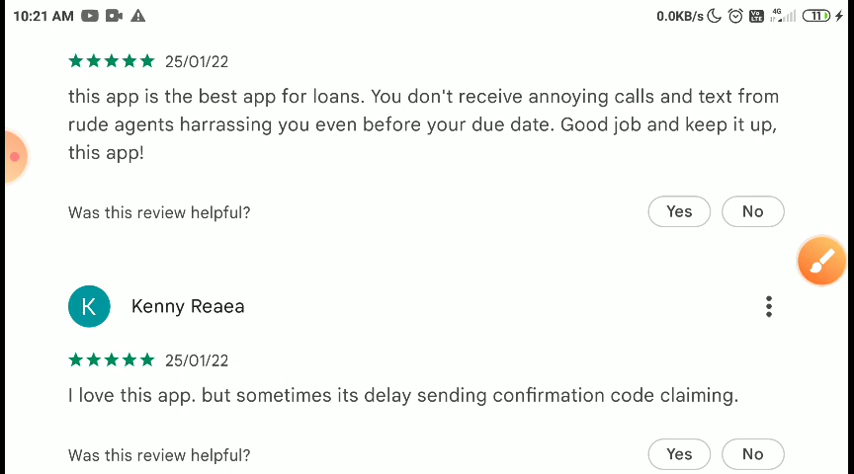 10:21 AM 0.0KB/s Vo LTE 4G 11
25/01/22
this app is the best app for loans. You don't receive annoying calls and text from
rude agents harrassing you even before your due date. Good job and keep it up,
this app!
Was this review helpful? Yes No
K Kenny Reaea
25/01/22
I love this app. but sometimes its delay sending confirmation code claiming.
Was this review helpful? Yes No